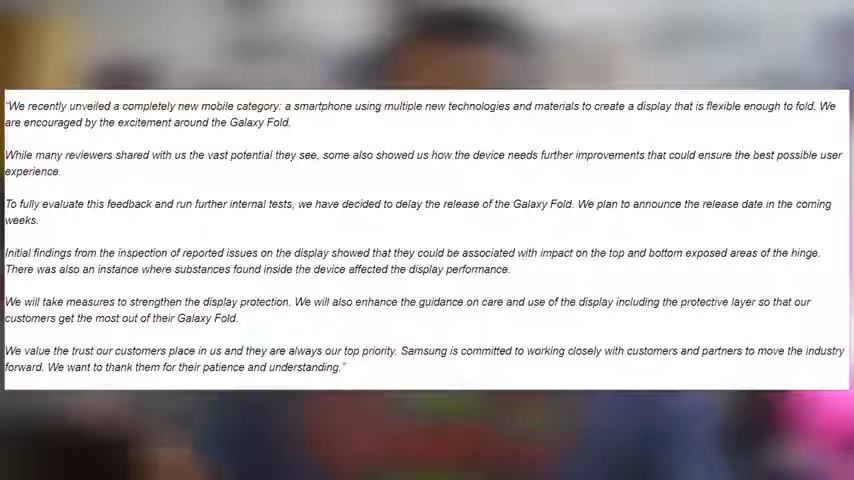 “We recently unveiled a completely new mobile category: a smartphone using multiple new technologies and materials to create a display that is flexible enough to fold. We
are encouraged by the excitement around the Galaxy Fold.
While many reviewers shared with us the vast potential they see, some also showed us how the device needs further improvements that could ensure the best possible user
experience.
To fully evaluate this feedback and run further internal tests, we have decided to delay the release of the Galaxy Fold. We plan to announce the release date in the coming
weeks.
Initial findings from the inspection of reported issues on the display showed that they could be associated with impact on the top and bottom exposed areas of the hinge.
There was also an instance where substances found inside the device affected the display performance.
We will take measures to strengthen the display protection. We will also enhance the guidance on care and use of the display including the protective layer so that our
customers get the most out of their Galaxy Fold.
We value the trust our customers place in us and they are always our top priority. Samsung is committed to working closely with customers and partners to move the industry
forward. We want to thank them for their patience and understanding.”